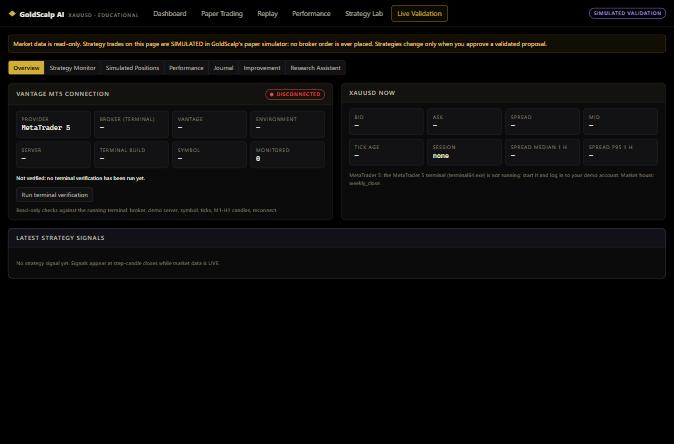 GoldScalp AI XAUUSD · EDUCATIONAL
Dashboard Paper Trading Replay Performance Strategy Lab Live Validation
SIMULATED VALIDATION
Market data is read-only. Strategy trades on this page are SIMULATED in GoldScalp's paper simulator: no broker order is ever placed. Strategies change only when you approve a validated proposal.
Overview Strategy Monitor Simulated Positions Performance Journal Improvement Research Assistant
VANTAGE MT5 CONNECTION
DISCONNECTED
PROVIDER BROKER (TERMINAL) VANTAGE ENVIRONMENT
MetaTrader 5 — — —
SERVER TERMINAL BUILD SYMBOL MONITORED
— — — 0
Not verified: no terminal verification has been run yet.
Run terminal verification
Read-only checks against the running terminal: broker, demo server, symbol, ticks, M1-H1 candles, reconnect.
XAUUSD NOW
BID ASK SPREAD MID
— — — —
TICK AGE SESSION SPREAD MEDIAN 1 H SPREAD P95 1 H
— none — —
MetaTrader 5: the MetaTrader 5 terminal (terminal64.exe) is not running: start it and log in to your demo account. Market hours:
weekly_close
LATEST STRATEGY SIGNALS
No strategy signal yet. Signals appear at step-candle closes while market data is LIVE.